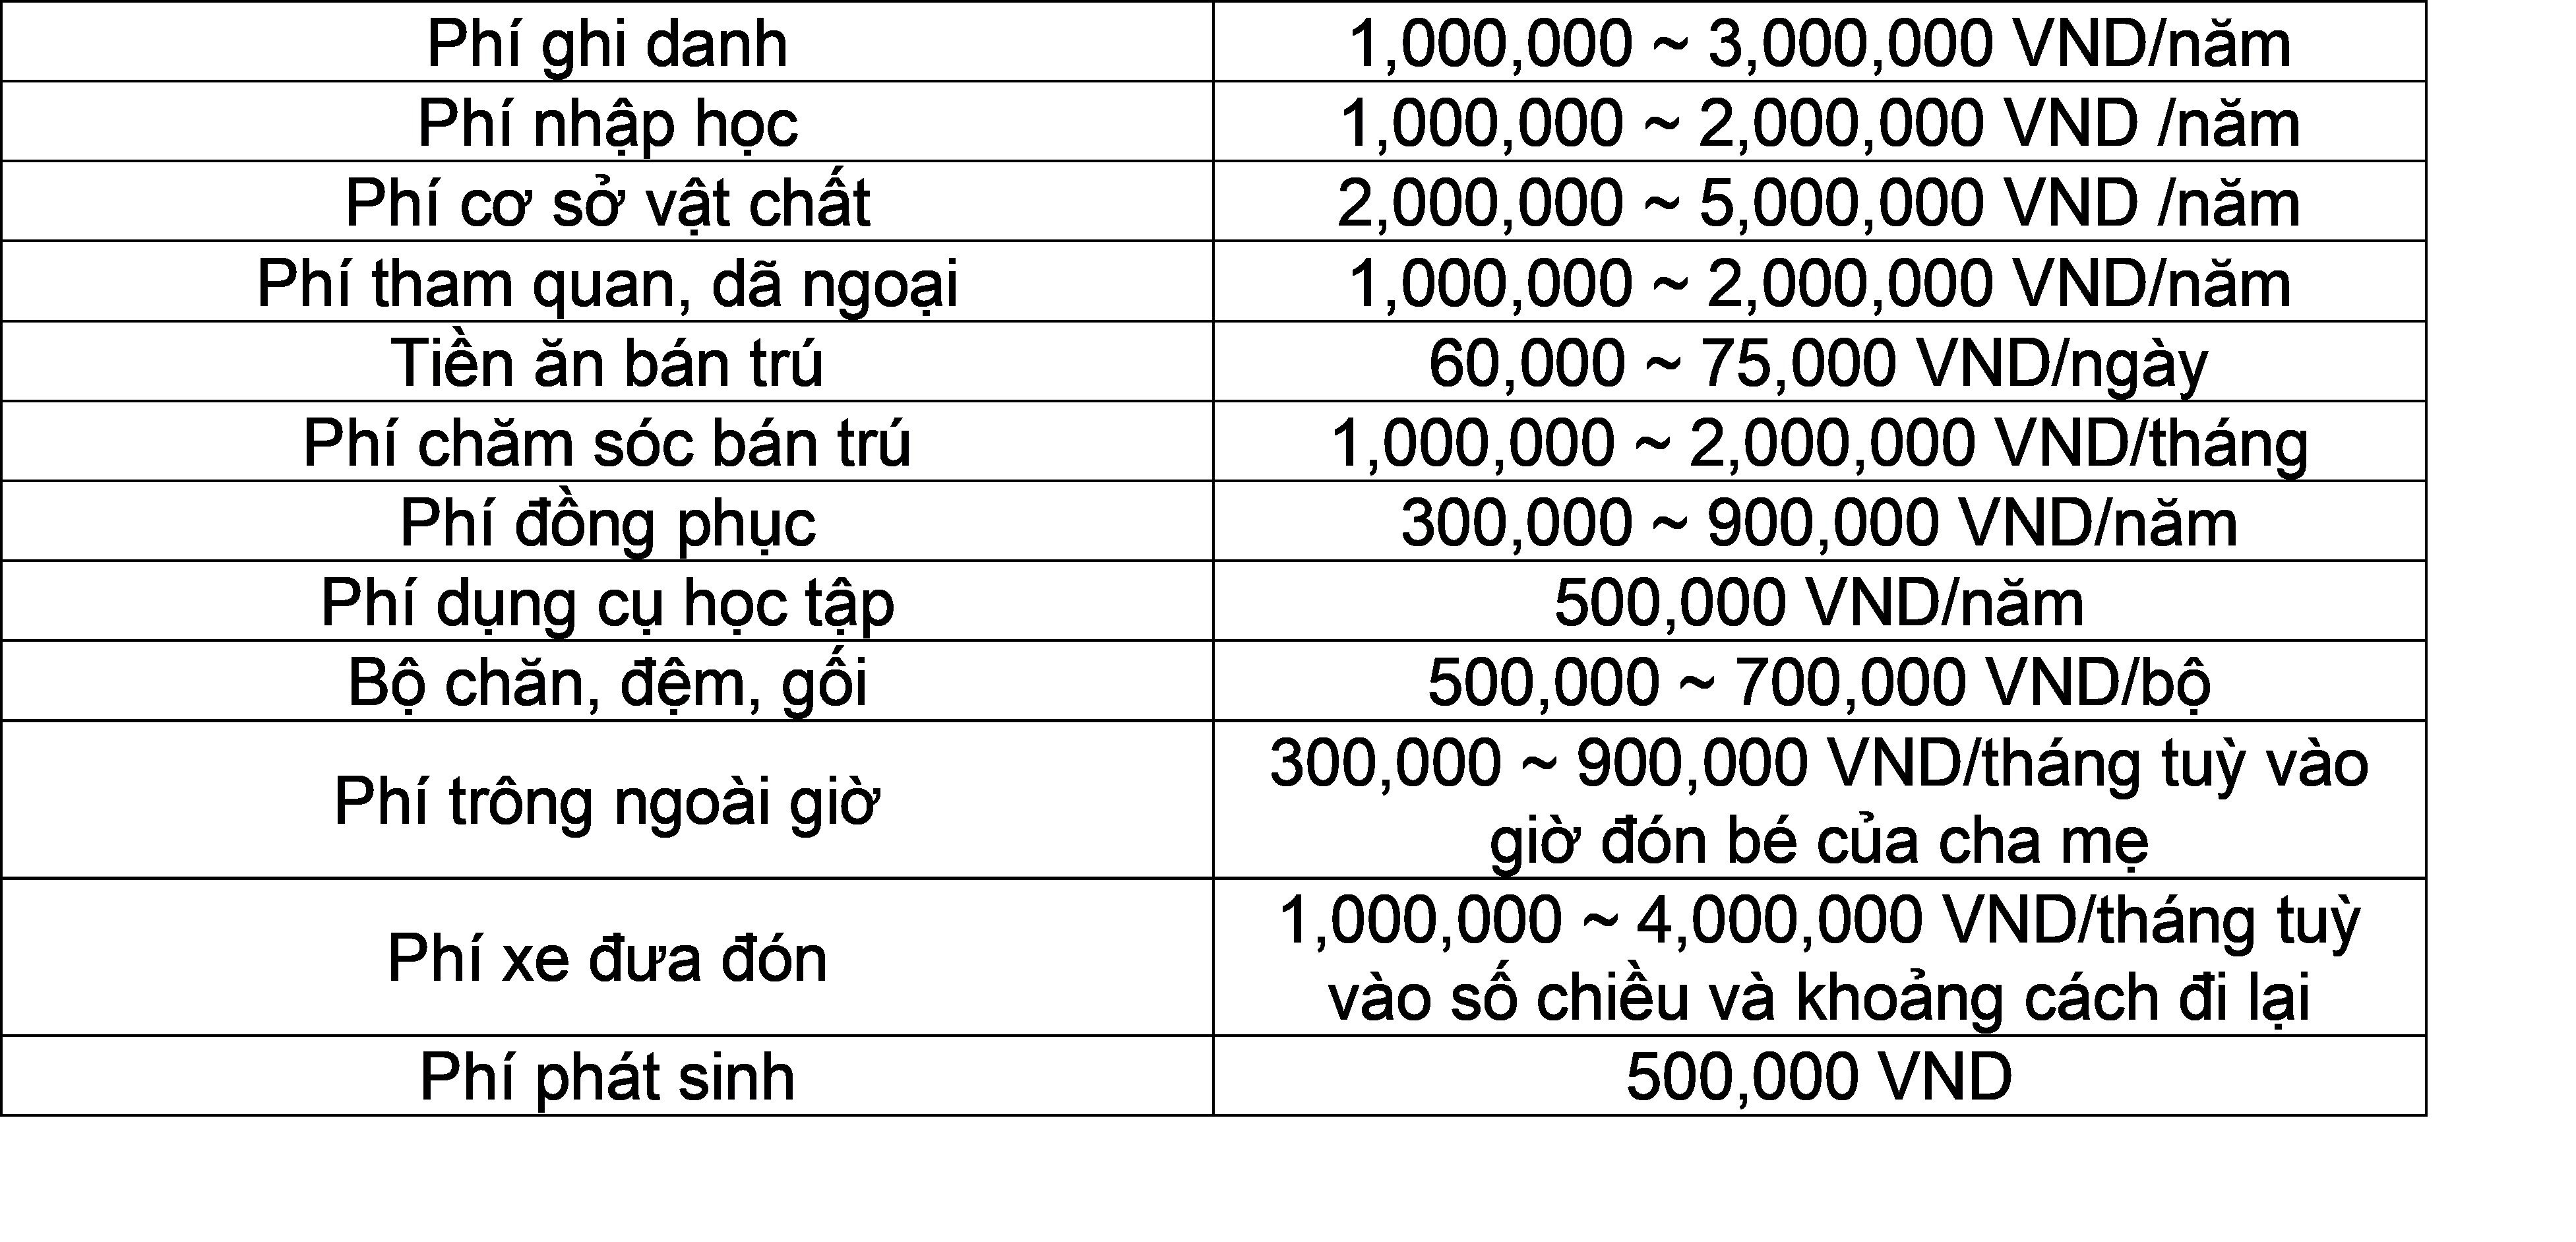 Phí ghi danh 1,000,000 ~ 3,000,000 VND/năm
Phí nhập học 1,000,000 ~ 2,000,000 VND /năm
Phí cơ sở vật chất 2,000,000 ~ 5,000,000 VND /năm
Phí tham quan, dã ngoại 1,000,000 ~ 2,000,000 VND/năm
Tiền ăn bán trú 60,000 ~ 75,000 VND/ngày
Phí chăm sóc bán trú 1,000,000 ~ 2,000,000 VND/tháng
Phí đồng phục 300,000 ~ 900,000 VND/năm
Phí dụng cụ học tập 500,000 VND/năm
Bộ chăn, đệm, gối 500,000 ~ 700,000 VND/bộ
Phí trông ngoài giờ 300,000 ~ 900,000 VND/tháng tuỳ vào
giờ đón bé của cha mẹ
Phí xe đưa đón 1,000,000 ~ 4,000,000 VND/tháng tuỳ
vào số chiều và khoảng cách đi lại
Phí phát sinh 500,000 VND